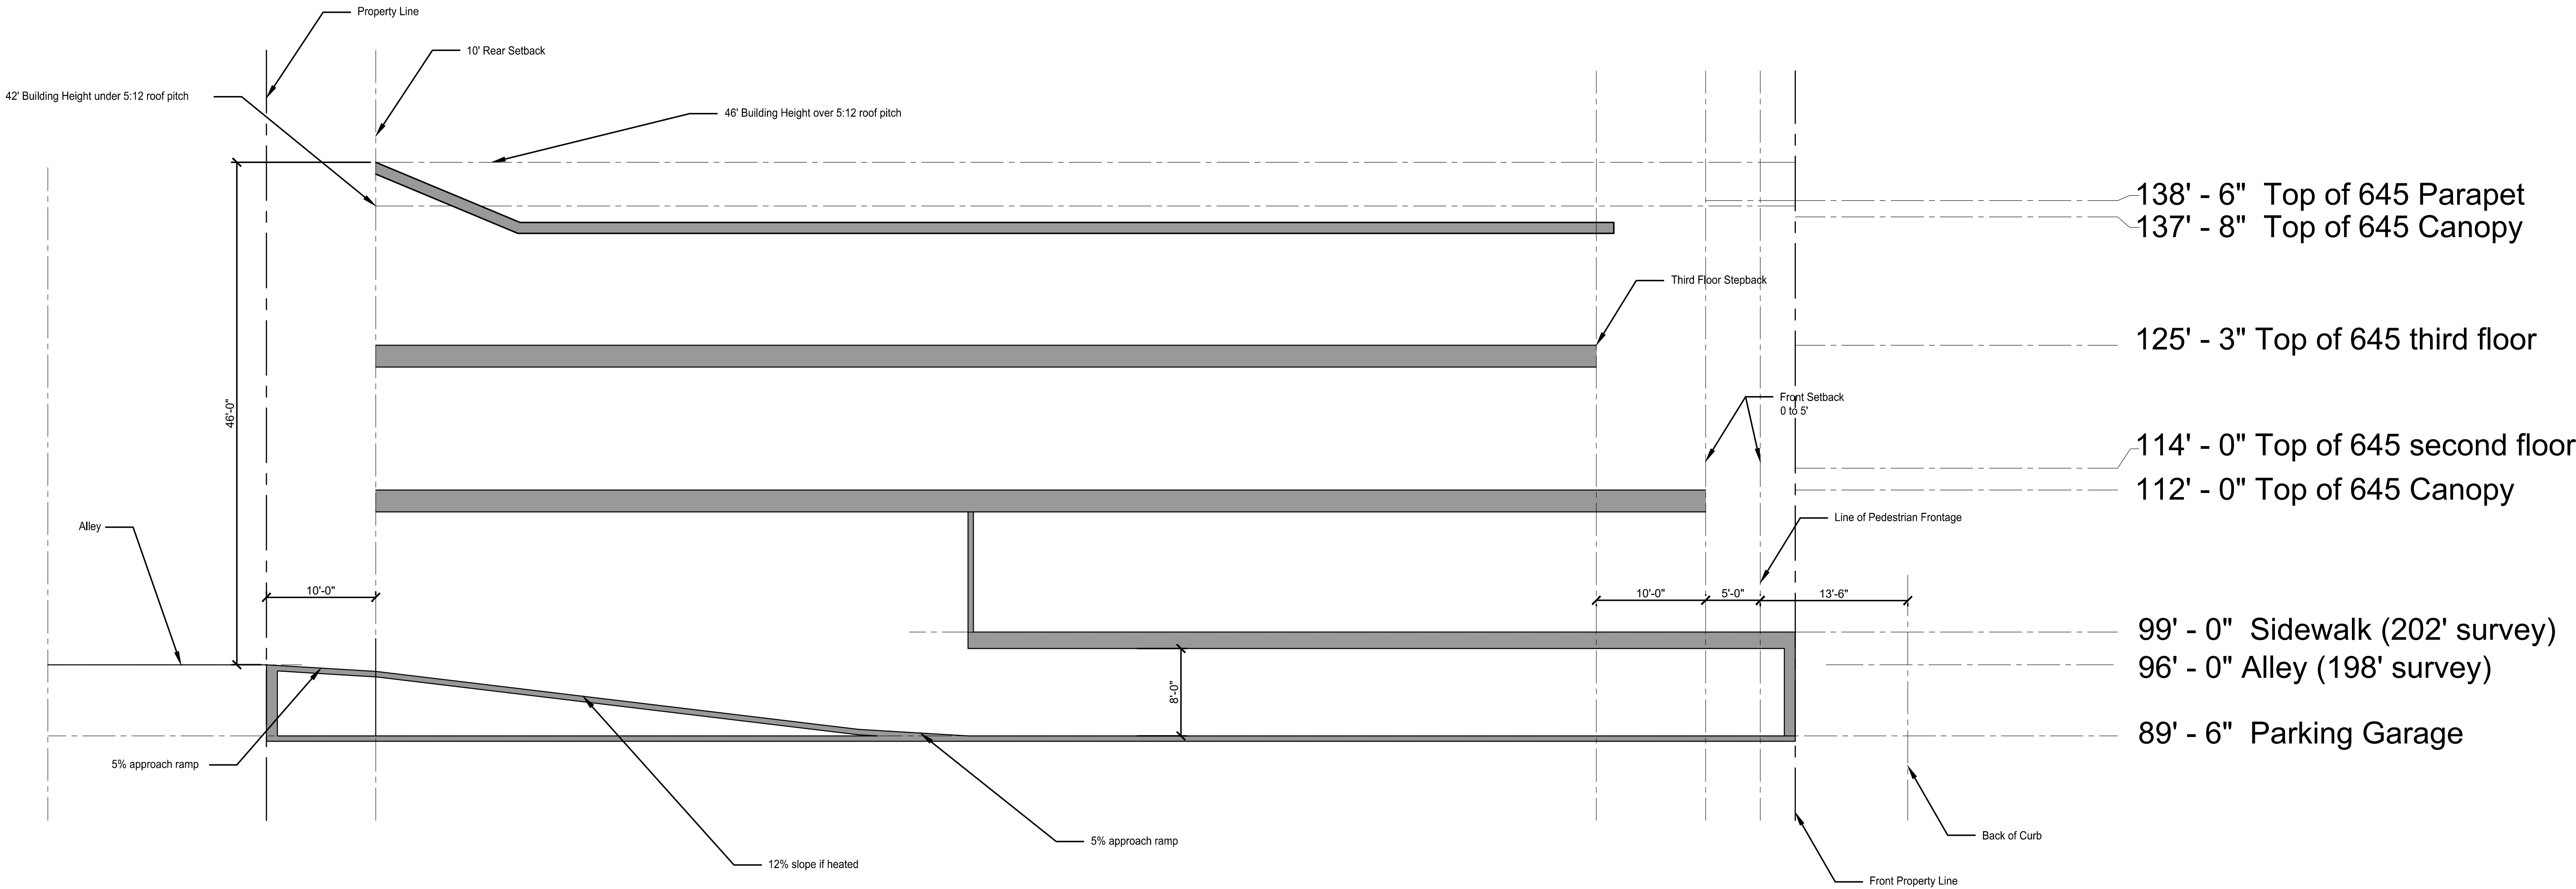 Property Line
10' Rear Setback
42' Building Height under 5:12 roof pitch
46' Building Height over 5:12 roof pitch
138' - 6"  Top of 645 Parapet
137' - 8"  Top of 645 Canopy
Third Floor Stepback
125' - 3" Top of 645 third floor
46'-0"
Front Setback
0 to 5'
114' - 0" Top of 645 second floor
112' - 0" Top of 645 Canopy
Alley
Line of Pedestrian Frontage
10'-0"
10'-0"
5'-0"
13'-6"
99' - 0"  Sidewalk (202' survey)
96' - 0" Alley (198' survey)
8'-0"
89' - 6"  Parking Garage
5% approach ramp
5% approach ramp
12% slope if heated
Back of Curb
Front Property Line